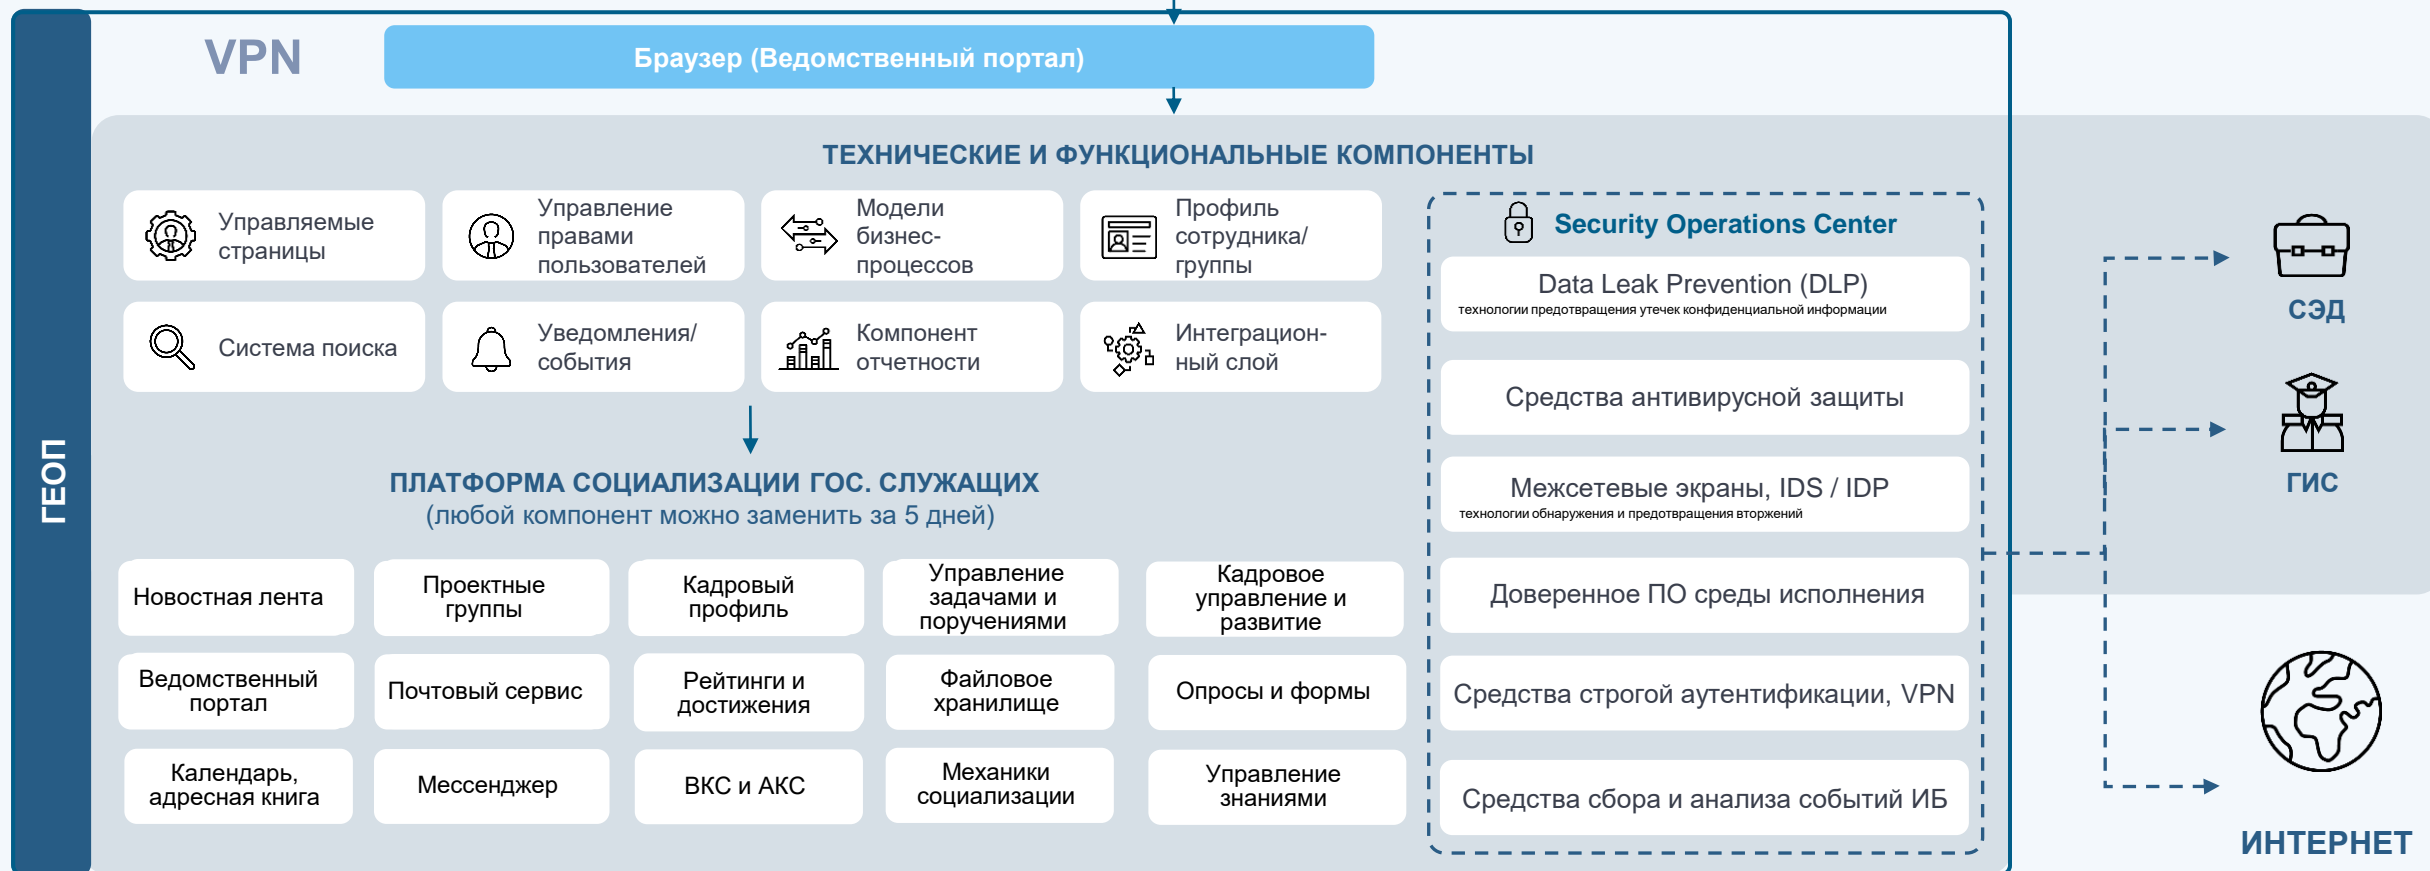 VPN
Браузер (Ведомственный портал)
ГЕОП
ТЕХНИЧЕСКИЕ И ФУНКЦИОНАЛЬНЫЕ КОМПОНЕНТЫ
Управляемые
страницы
Управление
правами
пользователей
Модели
бизнес-
процессов
Профиль
сотрудника/
группы
Система поиска
Уведомления/
события
Компонент
отчетности
Интеграцион-
ный слой
ПЛАТФОРМА СОЦИАЛИЗАЦИИ ГОС. СЛУЖАЩИХ
(любой компонент можно заменить за 5 дней)
Новостная лента
Проектные
группы
Кадровый
профиль
Управление
задачами и
поручениями
Кадровое
управление и
развитие
Ведомственный
портал
Почтовый сервис
Рейтинги и
достижения
Файловое
хранилище
Опросы и формы
Календарь,
адресная книга
Мессенджер
ВКС и АКС
Механики
социализации
Управление
знаниями
Security Operations Center
Data Leak Prevention (DLP)
технологии предотвращения утечек конфиденциальной информации
Средства антивирусной защиты
Межсетевые экраны, IDS / IDP
технологии обнаружения и предотвращения вторжений
Доверенное ПО среды исполнения
Средства строгой аутентификации, VPN
Средства сбора и анализа событий ИБ
СЭД
ГИС
ИНТЕРНЕТ